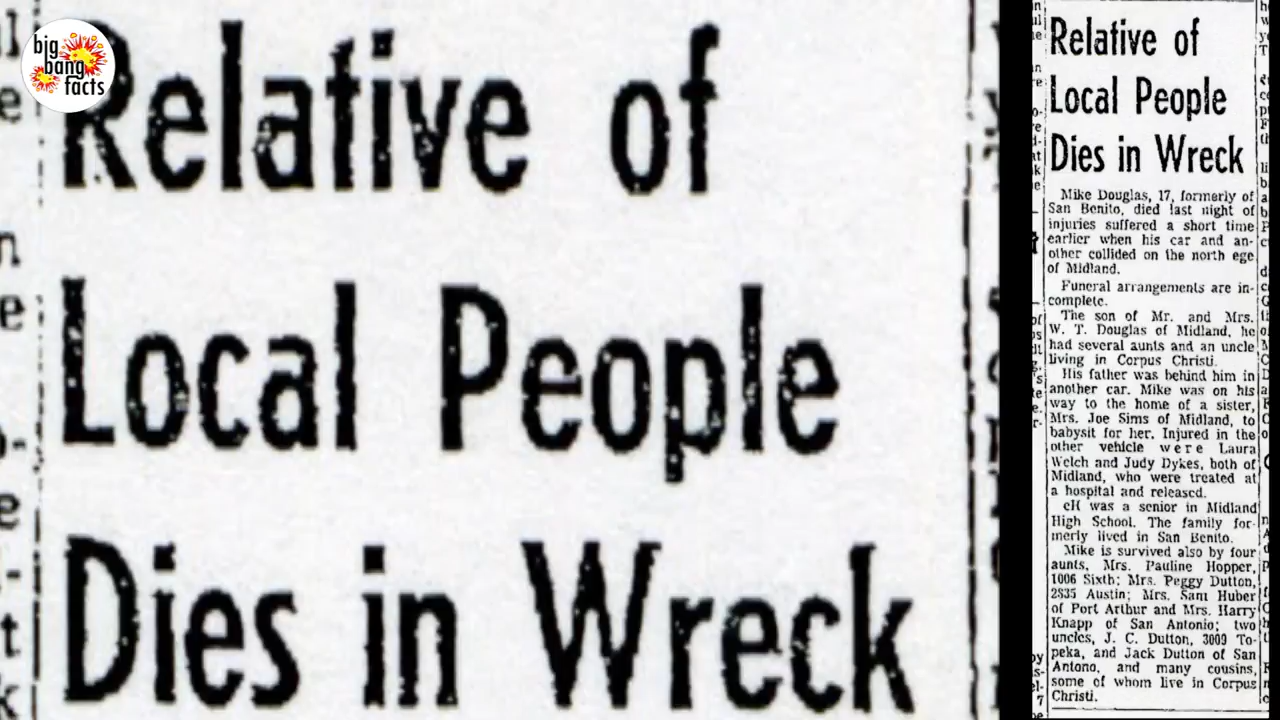 big
bang
facts
Relative of
Local People
Dies in Wreck
Relative of
Local People
Dies in Wreck
Mike Douglas, 17, formerly of
San Benito, died last night of
injuries suffered a short time
earlier when his car and an-
other collided on the north ege
of Midland.
Funeral arrangements are in-
complete.
The son of Mr. and Mrs.
W. T. Douglas of Midland, he
had several aunts and an uncle
living in Corpus Christi.
His father was behind him in
another car. Mike was on his
way to the home of a sister,
Mrs. Joe Sims of Midland, to
babysit for her. Injured in the
other vehicle were Laura
Welch and Judy Dykes, both of
Midland, who were treated at
a hospital and released.
eH was a senior in Midland
High School. The family for-
merly lived in San Benito.
Mike is survived also by four
aunts, Mrs. Pauline Hopper,
1006 Sixth; Mrs. Peggy Dutton,
2835 Austin; Mrs. Sam Huber
of Port Arthur and Mrs. Harry
Knapp of San Antonio; two
uncles, J. C. Dutton, 3009 To-
peka, and Jack Dutton of San
Antono, and many cousins,
some of whom live in Corpus
Christi.